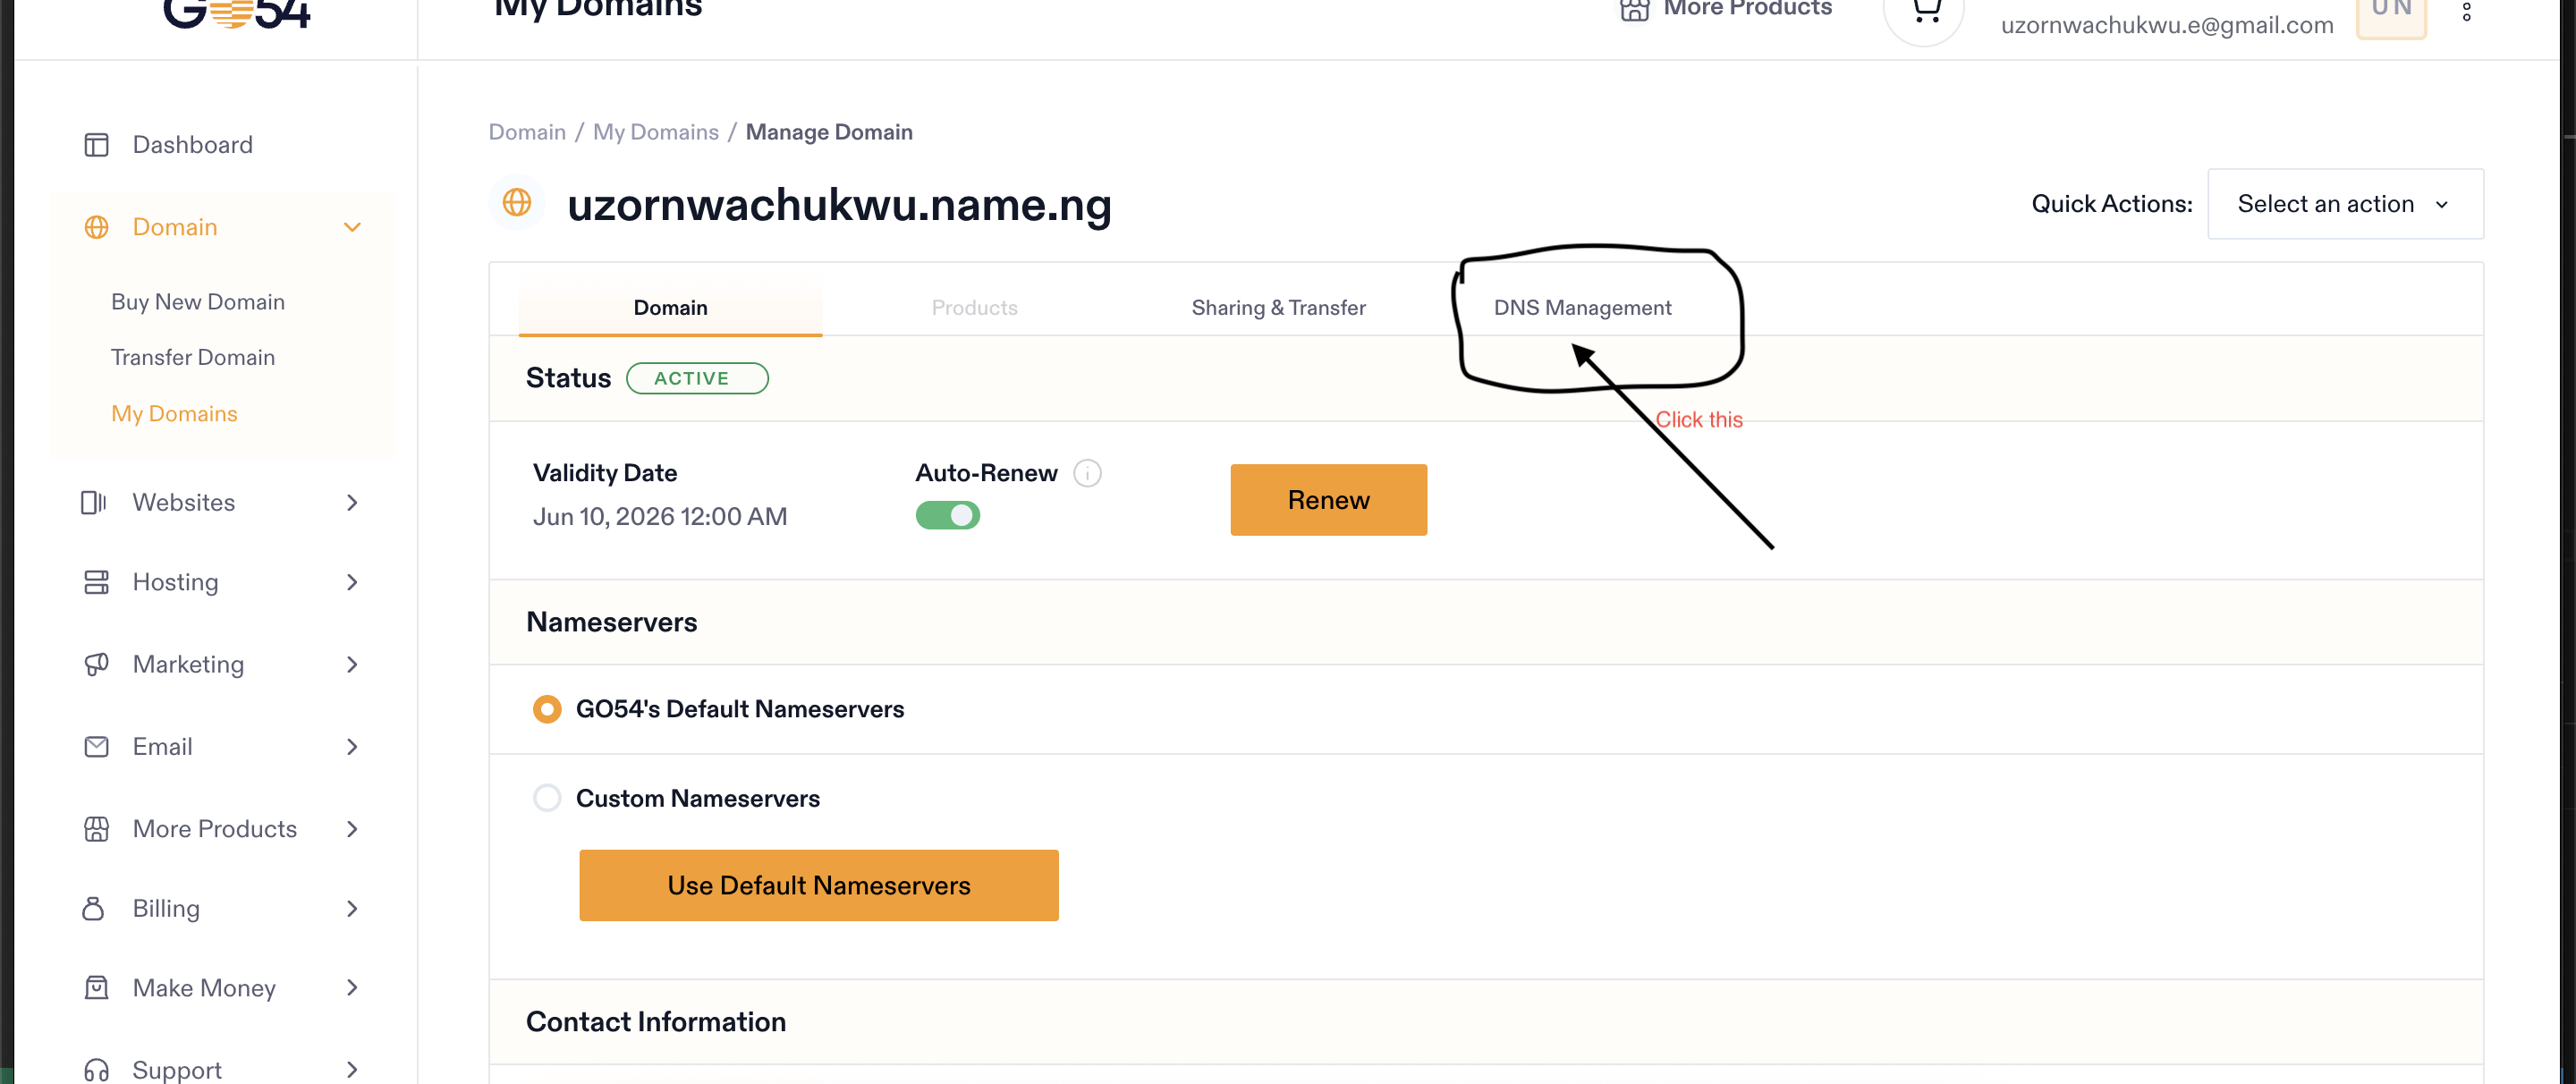 GO54
My Domains
More Products
uzornwachukwu.e@gmail.com
UN
Dashboard
Domain
Buy New Domain
Transfer Domain
My Domains
Websites
Hosting
Marketing
Email
More Products
Billing
Make Money
Support
Domain / My Domains / Manage Domain
uzornwachukwu.name.ng
Quick Actions:
Select an action
Domain
Products
Sharing & Transfer
DNS Management
Status
ACTIVE
Click this
Validity Date
Jun 10, 2026 12:00 AM
Auto-Renew
Renew
Nameservers
GO54's Default Nameservers
Custom Nameservers
Use Default Nameservers
Contact Information